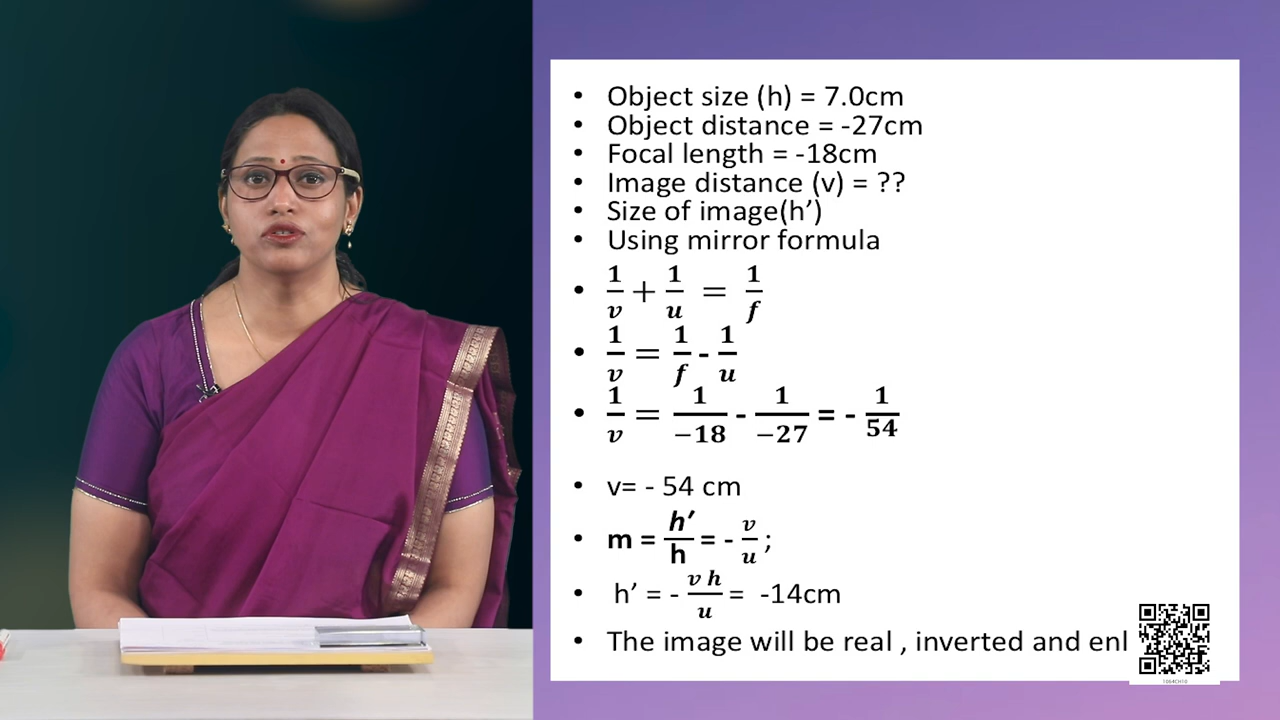 • Object size (h) = 7.0cm
• Object distance = -27cm
• Focal length = -18cm
• Image distance (v) = ??
• Size of image(h’)
• Using mirror formula
• 1/v + 1/u = 1/f
• 1/v = 1/f - 1/u
• 1/v = 1/−18 - 1/−27 = - 1/54
• v= - 54 cm
• m = h′/h = - v/u ;
• h’ = - v h/u = -14cm
• The image will be real , inverted and enl